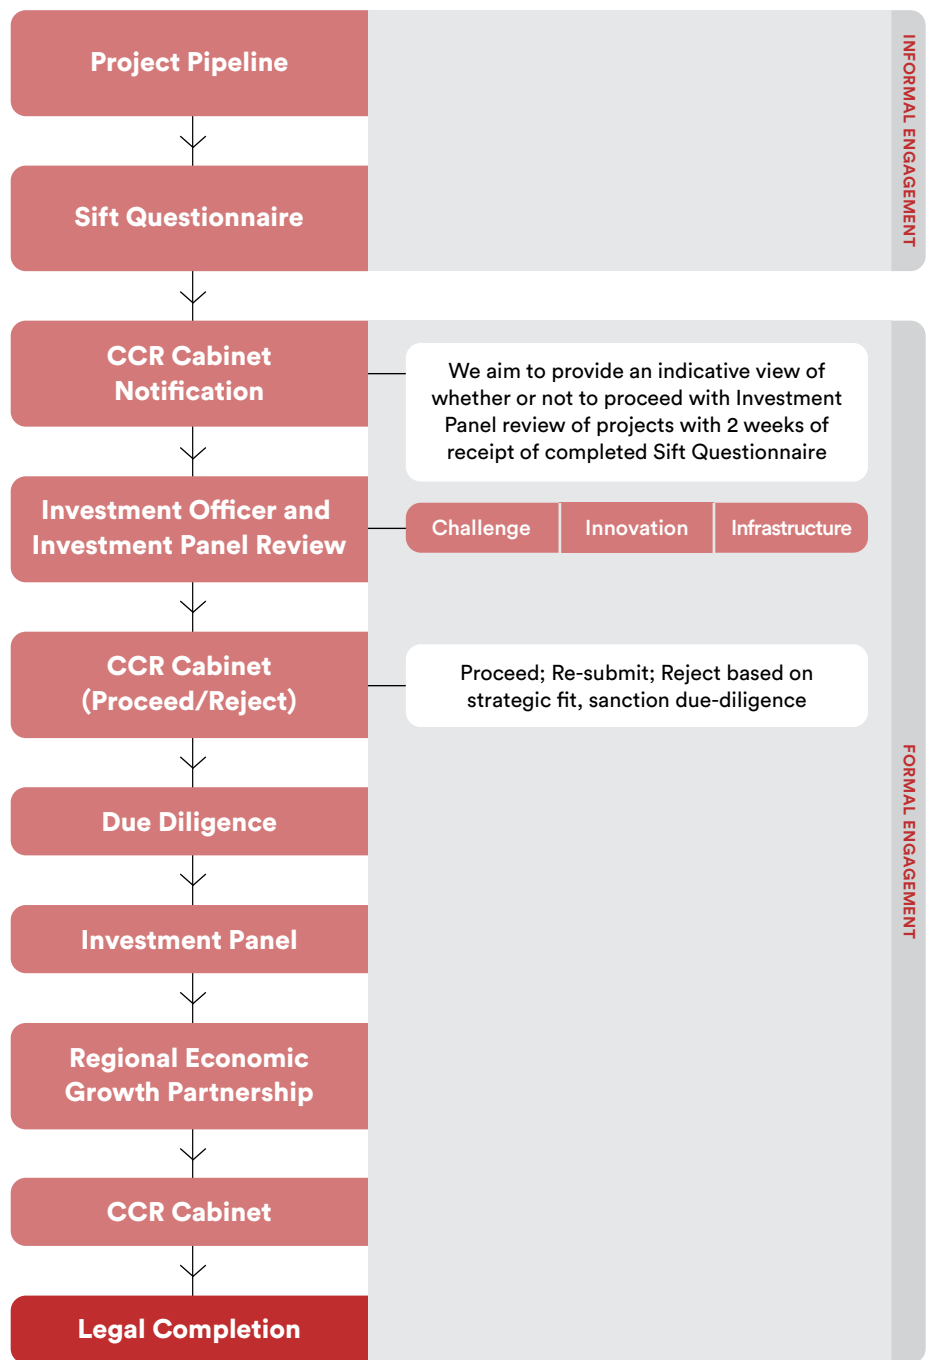 Project Pipeline
INFORMAL ENGAGEMENT
Sift Questionnaire
CCR Cabinet
Notification
We aim to provide an indicative view of
whether or not to proceed with Investment
Panel review of projects with 2 weeks of
receipt of completed Sift Questionnaire
Investment Officer and
Investment Panel Review
Challenge
Innovation
Infrastructure
CCR Cabinet
(Proceed/Reject)
Proceed; Re-submit; Reject based on
strategic fit, sanction due-diligence
FORMAL ENGAGEMENT
Due Diligence
Investment Panel
Regional Economic
Growth Partnership
CCR Cabinet
Legal Completion